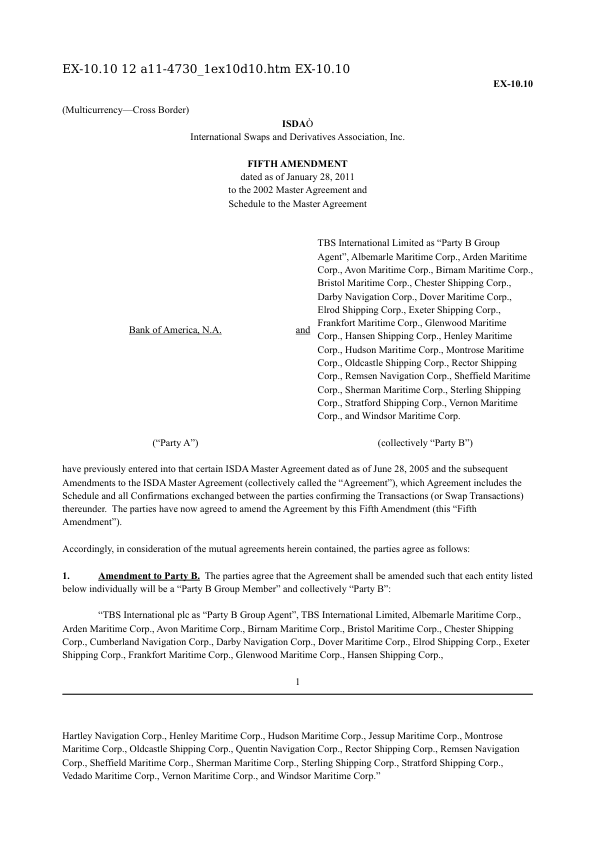 EX-10.10 12 a11-4730_1ex10d10.htm EX-10.10
EX-10.10
(Multicurrency—Cross Border)
ISDAÓ
International Swaps and Derivatives Association, Inc.
FIFTH AMENDMENT
dated as of January 28, 2011
to the 2002 Master Agreement and
Schedule to the Master Agreement
Bank of America, N.A.
and
TBS International Limited as “Party B Group
Agent”, Albemarle Maritime Corp., Arden Maritime
Corp., Avon Maritime Corp., Birnam Maritime Corp.,
Bristol Maritime Corp., Chester Shipping Corp.,
Darby Navigation Corp., Dover Maritime Corp.,
Elrod Shipping Corp., Exeter Shipping Corp.,
Frankfort Maritime Corp., Glenwood Maritime
Corp., Hansen Shipping Corp., Henley Maritime
Corp., Hudson Maritime Corp., Montrose Maritime
Corp., Oldcastle Shipping Corp., Rector Shipping
Corp., Remsen Navigation Corp., Sheffield Maritime
Corp., Sherman Maritime Corp., Sterling Shipping
Corp., Stratford Shipping Corp., Vernon Maritime
Corp., and Windsor Maritime Corp.
(“Party A”)
(collectively “Party B”)
have previously entered into that certain ISDA Master Agreement dated as of June 28, 2005 and the subsequent
Amendments to the ISDA Master Agreement (collectively called the “Agreement”), which Agreement includes the
Schedule and all Confirmations exchanged between the parties confirming the Transactions (or Swap Transactions)
thereunder.  The parties have now agreed to amend the Agreement by this Fifth Amendment (this “Fifth
Amendment”).
Accordingly, in consideration of the mutual agreements herein contained, the parties agree as follows:
1. Amendment to Party B.  The parties agree that the Agreement shall be amended such that each entity listed
below individually will be a “Party B Group Member” and collectively “Party B”:
“TBS International plc as “Party B Group Agent”, TBS International Limited, Albemarle Maritime Corp.,
Arden Maritime Corp., Avon Maritime Corp., Birnam Maritime Corp., Bristol Maritime Corp., Chester Shipping
Corp., Cumberland Navigation Corp., Darby Navigation Corp., Dover Maritime Corp., Elrod Shipping Corp., Exeter
Shipping Corp., Frankfort Maritime Corp., Glenwood Maritime Corp., Hansen Shipping Corp.,
1
Hartley Navigation Corp., Henley Maritime Corp., Hudson Maritime Corp., Jessup Maritime Corp., Montrose
Maritime Corp., Oldcastle Shipping Corp., Quentin Navigation Corp., Rector Shipping Corp., Remsen Navigation
Corp., Sheffield Maritime Corp., Sherman Maritime Corp., Sterling Shipping Corp., Stratford Shipping Corp.,
Vedado Maritime Corp., Vernon Maritime Corp., and Windsor Maritime Corp.”